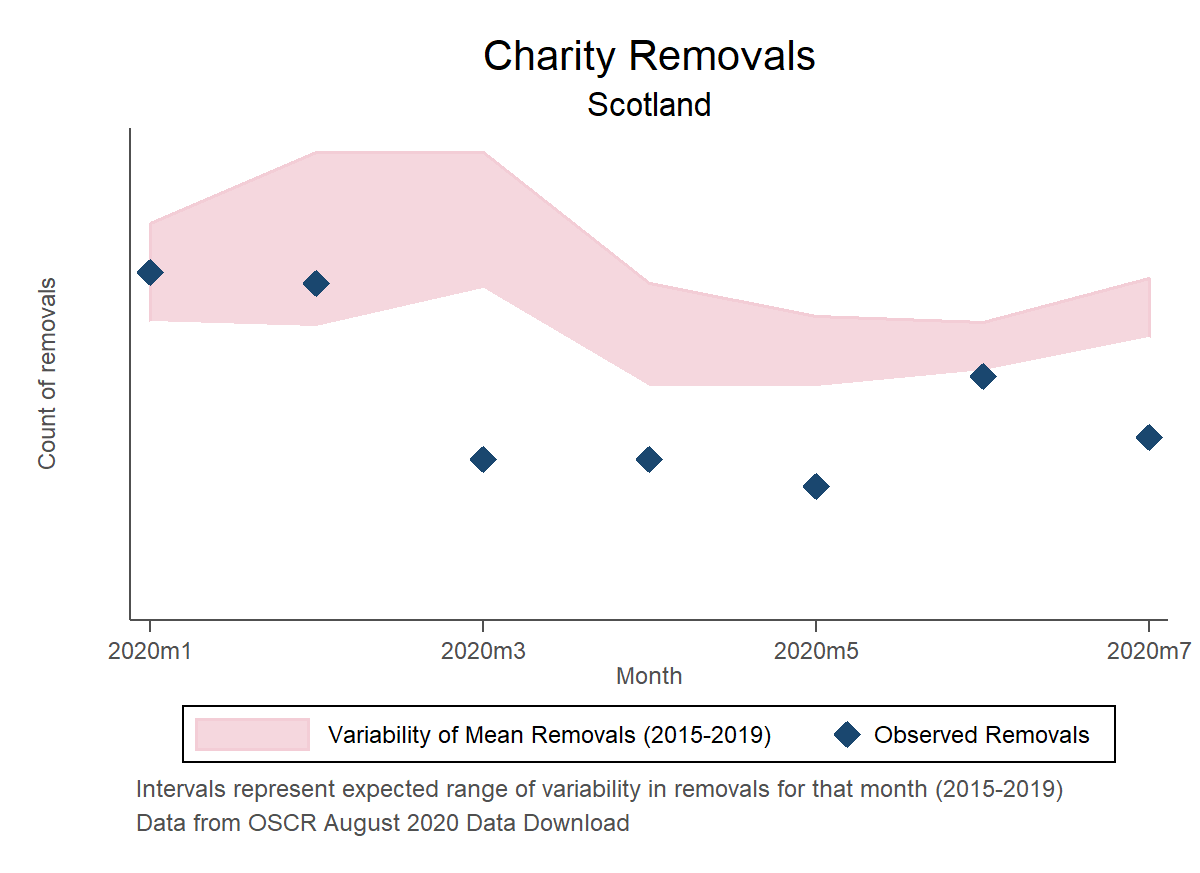 Charity Removals
Scotland
Count of removals
2020m1 2020m3 2020m5 2020m7
Month
Variability of Mean Removals (2015-2019) Observed Removals
Intervals represent expected range of variability in removals for that month (2015-2019)
Data from OSCR August 2020 Data Download